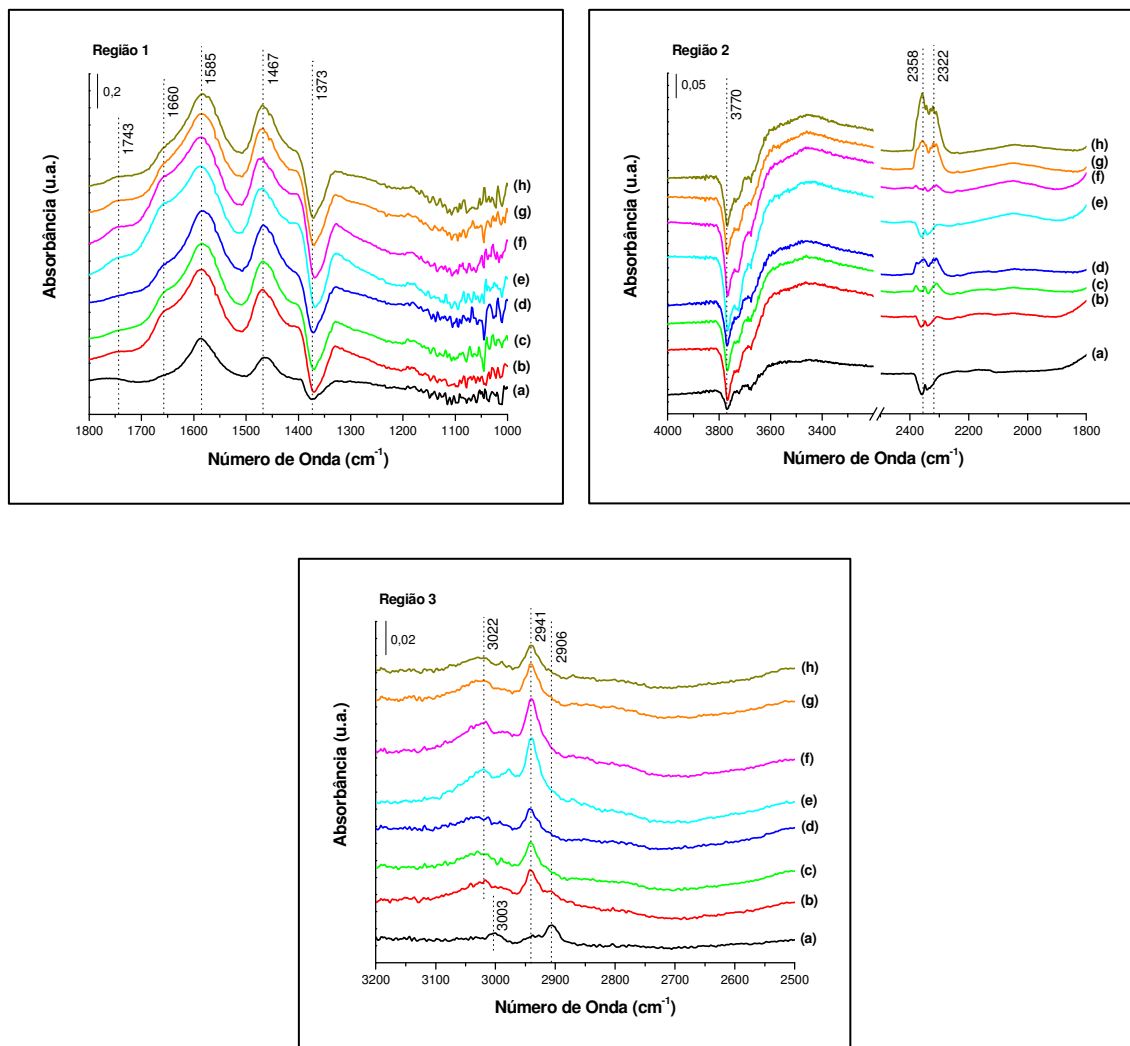 Região 1
0,2
1743
1660
1585
1467
1373
Absorbância (u.a.)
(h)
(g)
(f)
(e)
(d)
(c)
(b)
(a)
1800 1700 1600 1500 1400 1300 1200 1100 1000
Número de Onda (cm⁻¹)
Região 2
0,05
3770
2358
2322
Absorbância (u.a.)
(h)
(g)
(f)
(e)
(d)
(c)
(b)
(a)
4000 3800 3600 3400 2400 2200 2000 1800
Número de Onda (cm⁻¹)
Região 3
0,02
3022
2941
2906
3003
Absorbância (u.a.)
(h)
(g)
(f)
(e)
(d)
(c)
(b)
(a)
3200 3100 3000 2900 2800 2700 2600 2500
Número de Onda (cm⁻¹)